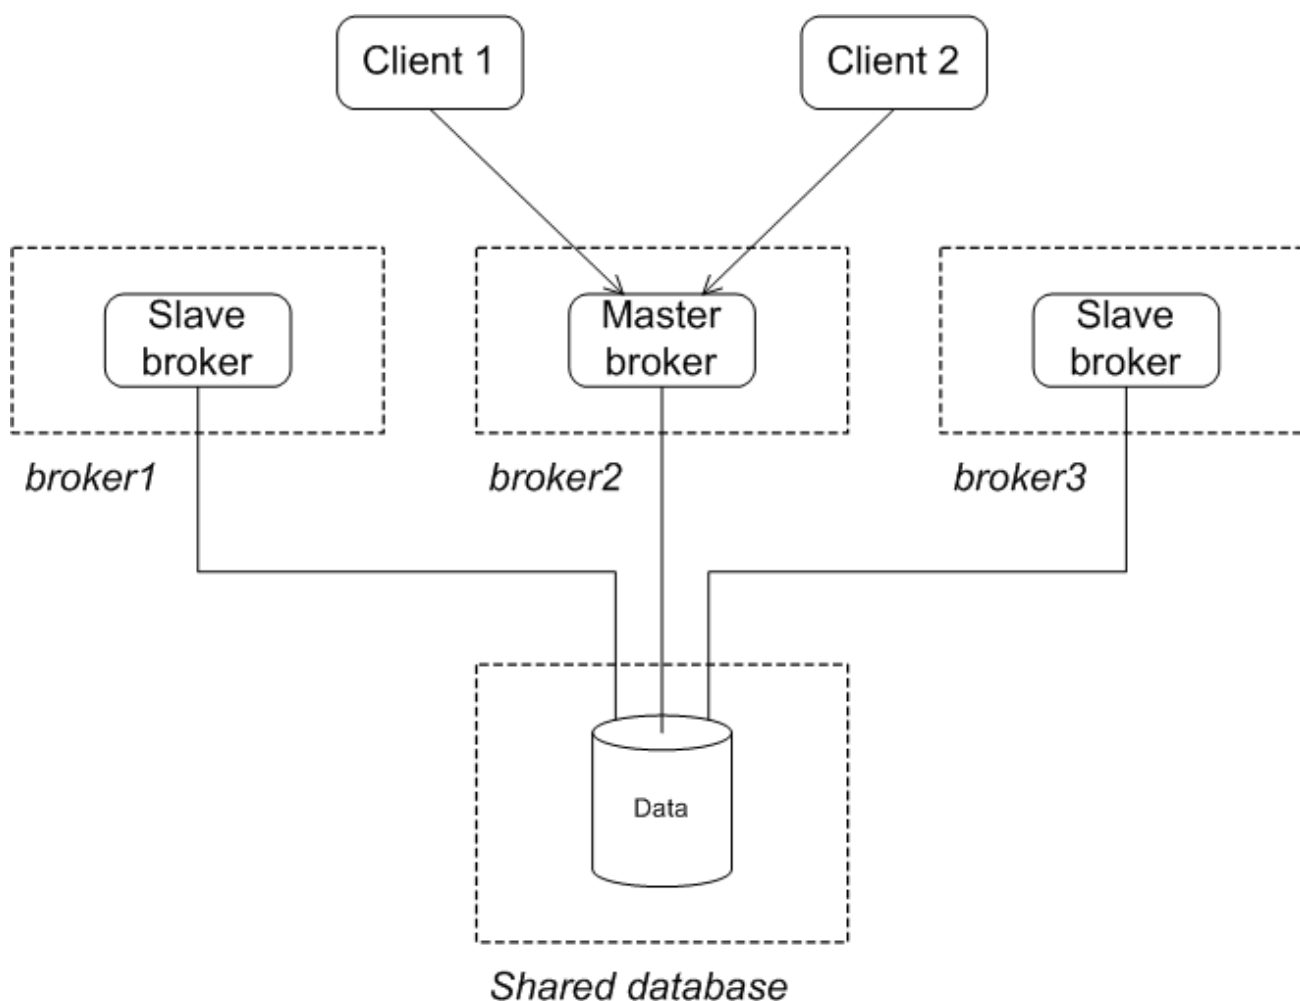 Client 1
Client 2
Slave
broker
Master
broker
Slave
broker
broker1
broker2
broker3
Data
Shared database